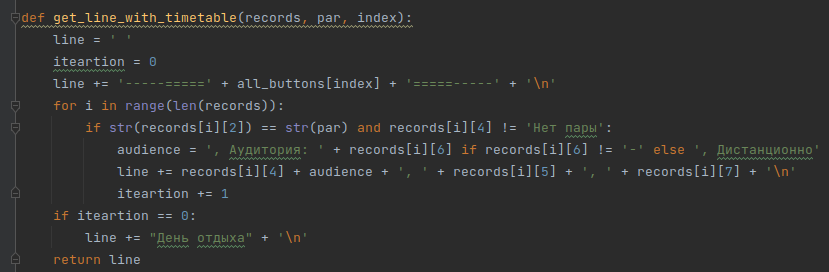 def get_line_with_timetable(records, par, index):
    line = ' '
    iteartion = 0
    line += '-----=====' + all_buttons[index] + '=====-----' + '\n'
    for i in range(len(records)):
        if str(records[i][2]) == str(par) and records[i][4] != 'Нет пары':
            audience = ', Аудитория: ' + records[i][6] if records[i][6] != '-' else ', Дистанционно'
            line += records[i][4] + audience + ', ' + records[i][5] + ', ' + records[i][7] + '\n'
            iteartion += 1
    if iteartion == 0:
        line += "День отдыха" + '\n'
    return line